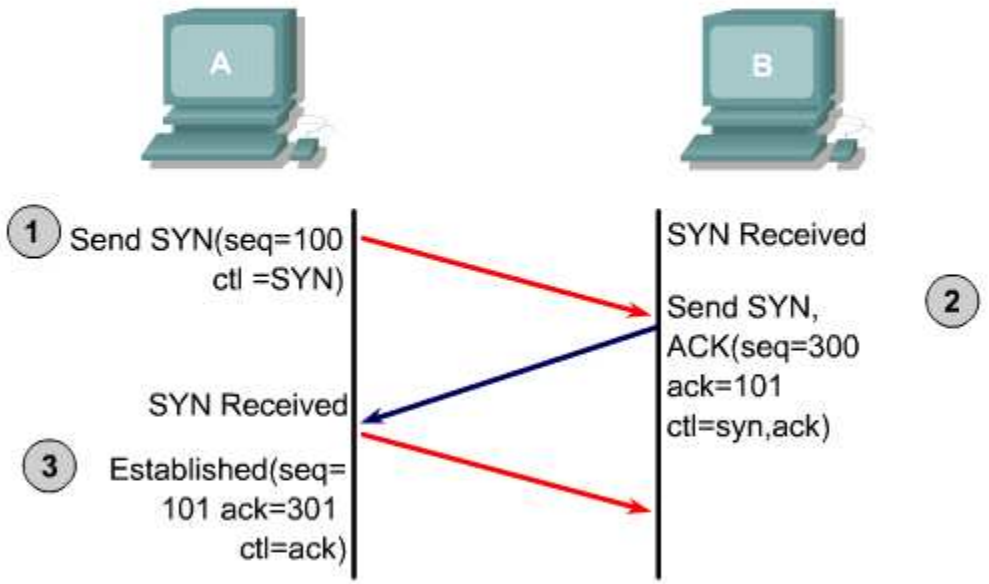 A
B
1
Send SYN(seq=100
ctl =SYN)
SYN Received
Send SYN,
ACK(seq=300
ack=101
ctl=syn,ack)
2
SYN Received
3
Established(seq=
101 ack=301
ctl=ack)